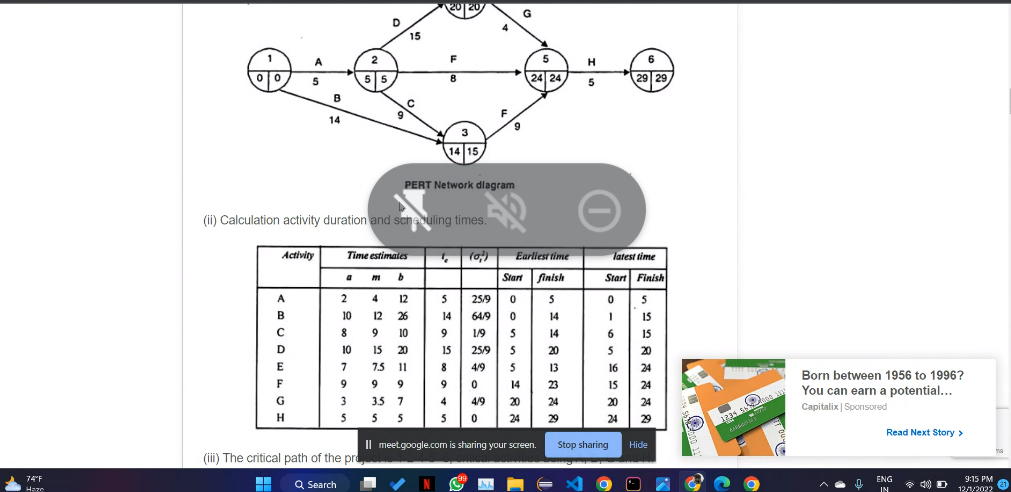 20 20
G
D
4
15
1
A
2
F
5
H
6
0 0
5
5 5
8
24 24
5
29 29
B
C
9
F
14
9
3
14 15
PERT Network diagram
(ii) Calculation activity duration and scheduling times.
Activity Time estimates te (σi²) Earliest time latest time
a m b Start finish Start Finish
A 2 4 12 5 25/9 0 5 0 5
B 10 12 26 14 64/9 0 14 1 15
C 8 9 10 9 1/9 5 14 6 15
D 10 15 20 15 25/9 5 20 5 20
E 7 7.5 11 8 4/9 5 13 16 24
F 9 9 9 9 0 14 23 15 24
G 3 3.5 7 4 4/9 20 24 20 24
H 5 5 5 5 0 24 29 24 29
Born between 1956 to 1996?
You can earn a potential...
Capitalix | Sponsored
Read Next Story >
meet.google.com is sharing your screen. Stop sharing Hide
(iii) The critical path of the
74°F
Haze
Search
99
ENG
IN
9:15 PM
12/1/2022